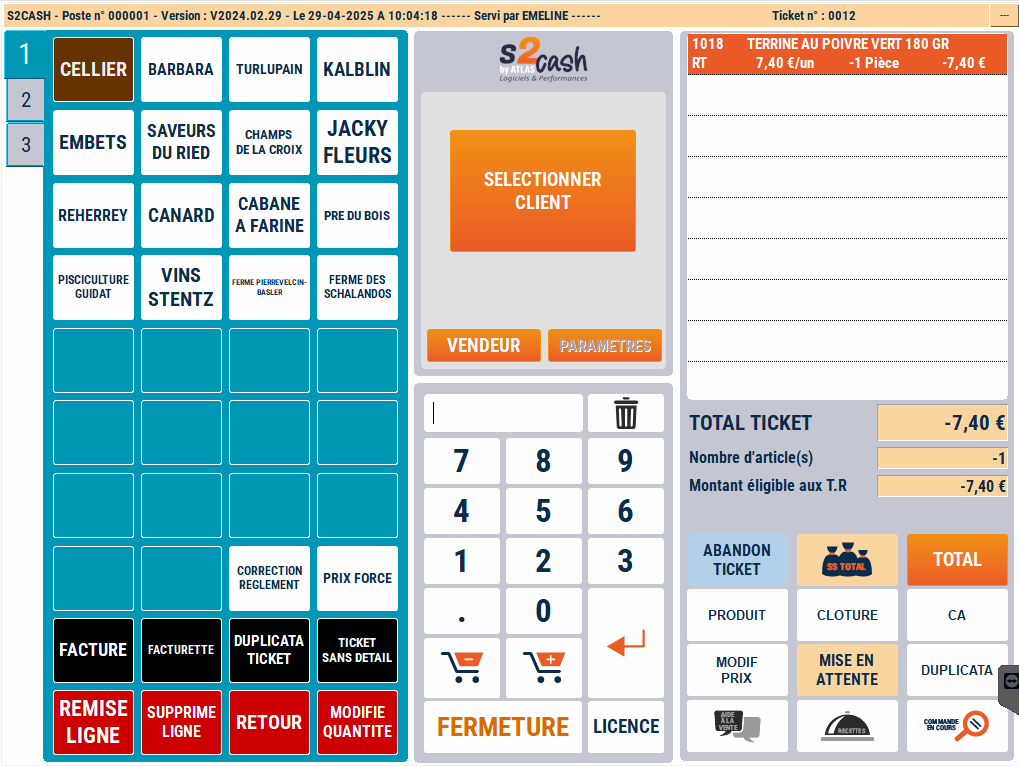 S2CASH - Poste n° 000001 - Version : V2024.02.29 - Le 29-04-2025 A 10:04:18 ------ Servi par EMELINE ------ Ticket n° : 0012 ---
1
2
3
CELLIER BARBARA TURLUPAIN KALBLIN
EMBETS SAVEURS DU RIED CHAMPS DE LA CROIX JACKY FLEURS
REHERREY CANARD CABANE A FARINE PRE DU BOIS
PISCICULTURE GUIDAT VINS STENTZ FERME PIERREVELCIN-BASLER FERME DES SCHALANDOS
CORRECTION REGLEMENT PRIX FORCE
FACTURE FACTURETTE DUPLICATA TICKET TICKET SANS DETAIL
REMISE LIGNE SUPPRIME LIGNE RETOUR MODIFIE QUANTITE
S2cash
by ATLAS
Logiciels & Performances
SELECTIONNER
CLIENT
VENDEUR PARAMETRES
7 8 9
4 5 6
1 2 3
. 0
- +
FERMETURE LICENCE
1018 TERRINE AU POIVRE VERT 180 GR
RT 7,40 €/un -1 Pièce -7,40 €
TOTAL TICKET -7,40 €
Nombre d'article(s) -1
Montant éligible aux T.R -7,40 €
ABANDON TICKET SS TOTAL TOTAL
PRODUIT CLOTURE CA
MODIF PRIX MISE EN ATTENTE DUPLICATA
AIDE À LA VENTE RECETTES COMMANDE EN COURS